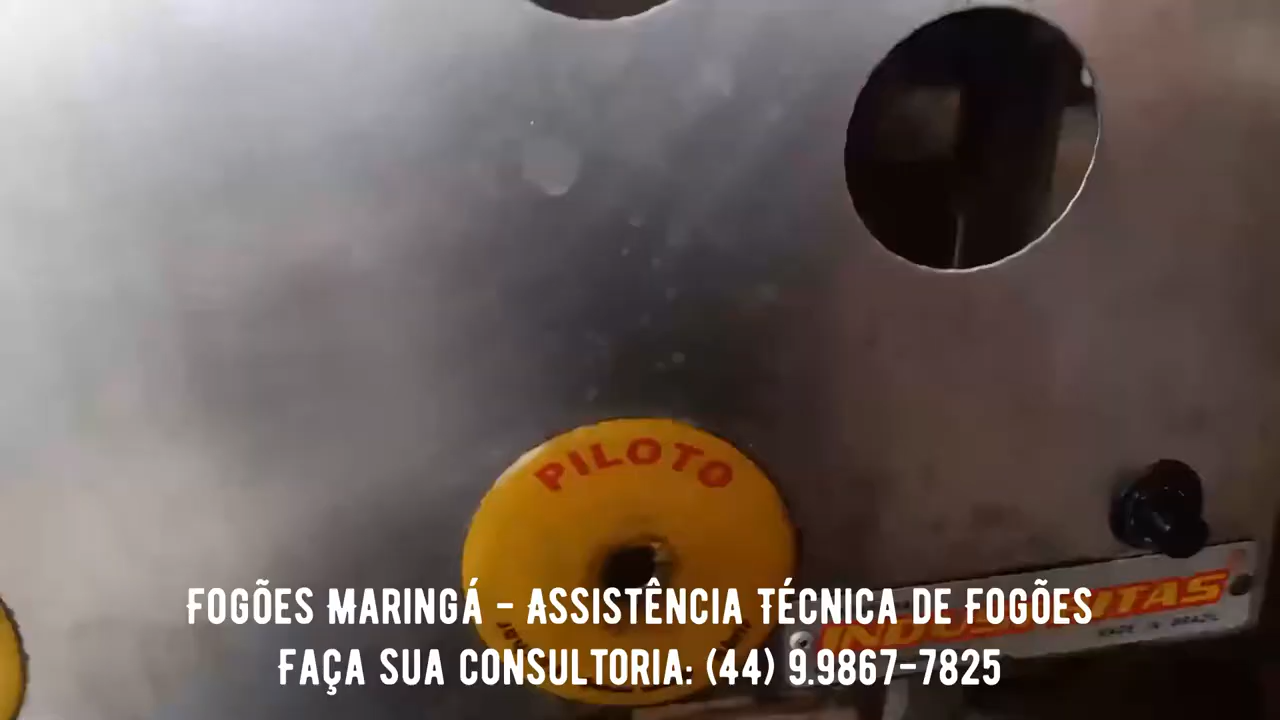 PILOTO
MADE IN BRAZIL
FOGÕES MARINGÁ - ASSISTÊNCIA TÉCNICA DE FOGÕES
FAÇA SUA CONSULTORIA: (44) 9.9867-7825